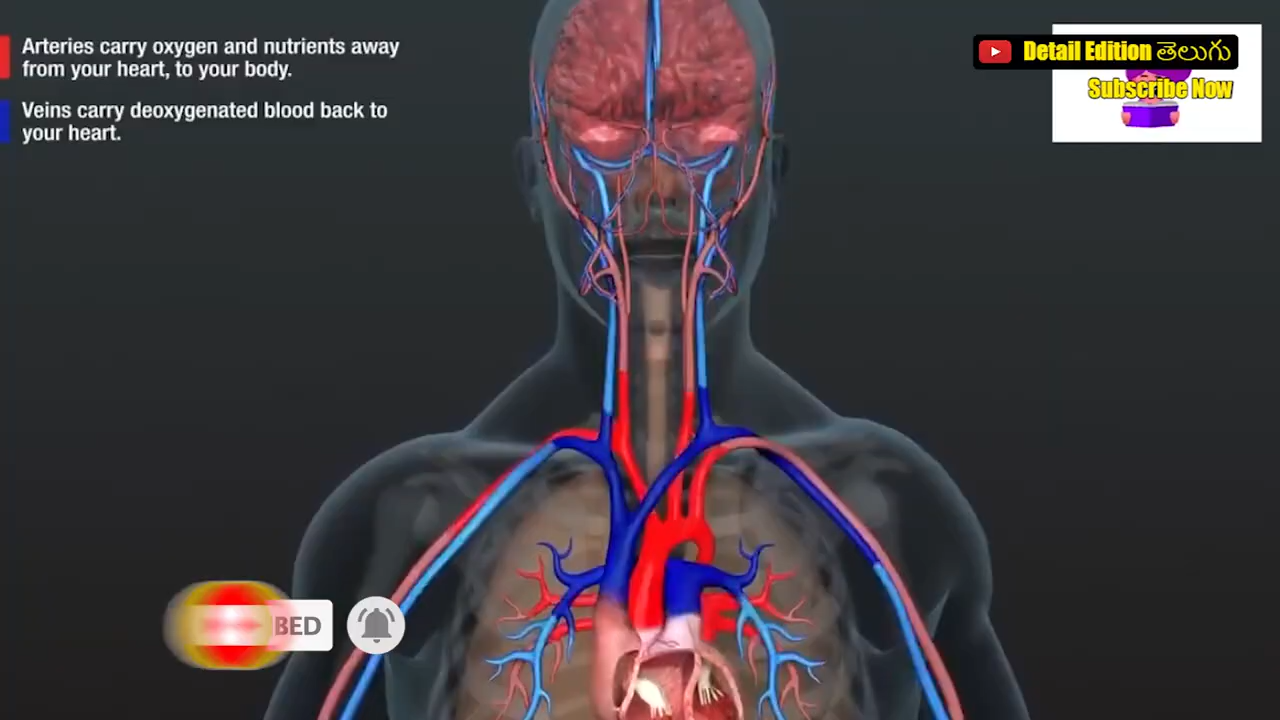 Arteries carry oxygen and nutrients away
from your heart, to your body.
Veins carry deoxygenated blood back to
your heart.
Detail Edition తెలుగు
Subscribe Now
BED